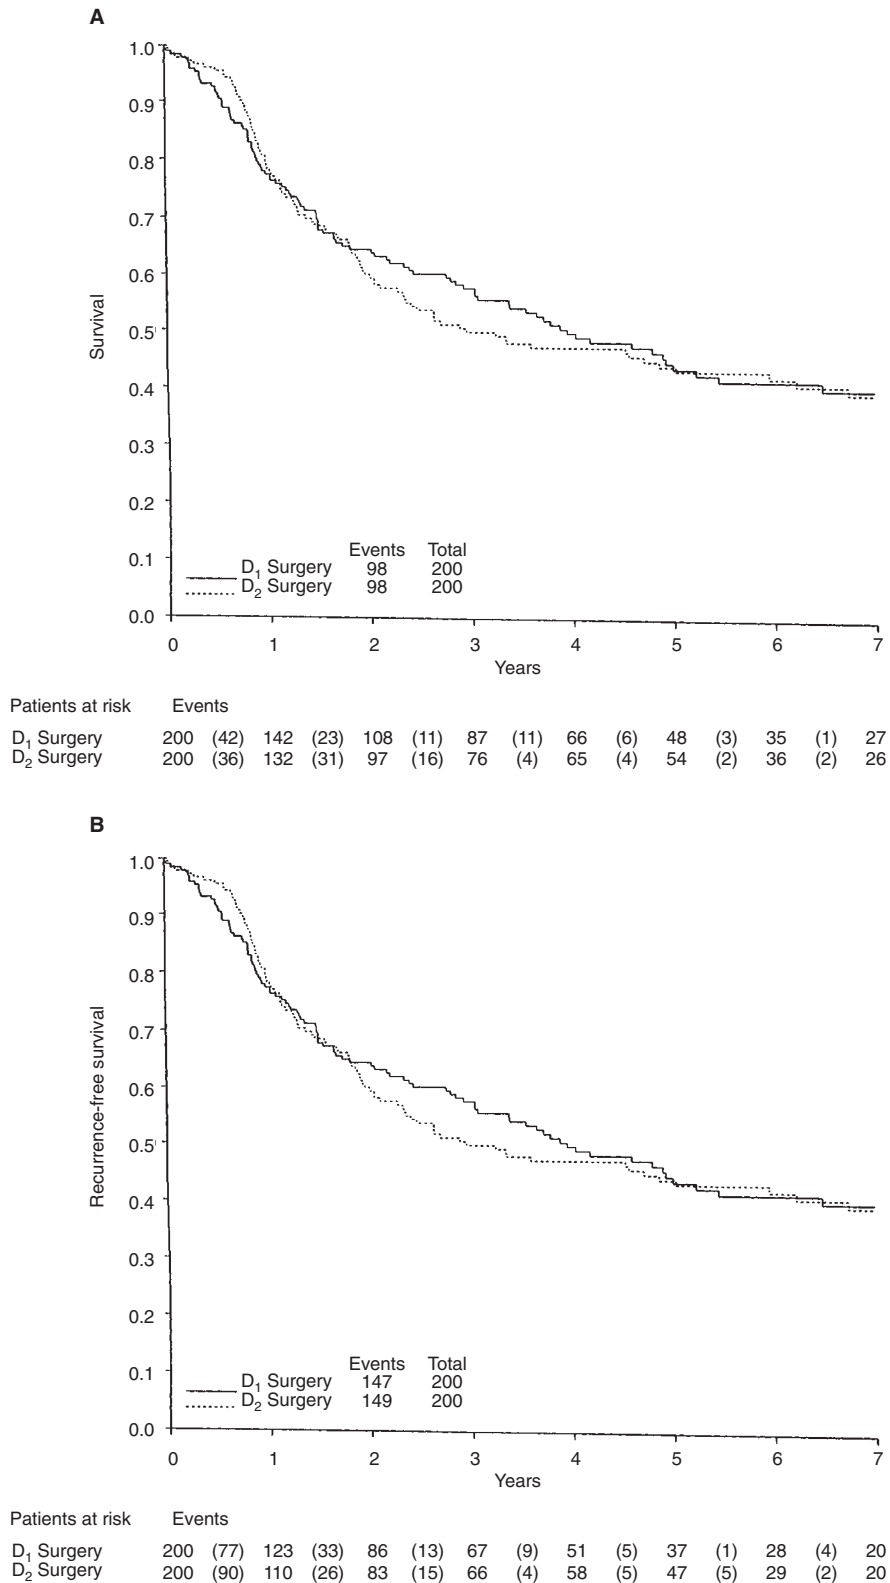 A
1.0
0.9
0.8
0.7
0.6
0.5
0.4
0.3
0.2
0.1
0.0
Survival
Events Total
D1 Surgery 98 200
D2 Surgery 98 200
0 1 2 3 4 5 6 7
Years
Patients at risk Events
D1 Surgery 200 (42) 142 (23) 108 (11) 87 (11) 66 (6) 48 (3) 35 (1) 27
D2 Surgery 200 (36) 132 (31) 97 (16) 76 (4) 65 (4) 54 (2) 36 (2) 26
B
1.0
0.9
0.8
0.7
0.6
0.5
0.4
0.3
0.2
0.1
0.0
Recurrence-free survival
Events Total
D1 Surgery 147 200
D2 Surgery 149 200
0 1 2 3 4 5 6 7
Years
Patients at risk Events
D1 Surgery 200 (77) 123 (33) 86 (13) 67 (9) 51 (5) 37 (1) 28 (4) 20
D2 Surgery 200 (90) 110 (26) 83 (15) 66 (4) 58 (5) 47 (5) 29 (2) 20